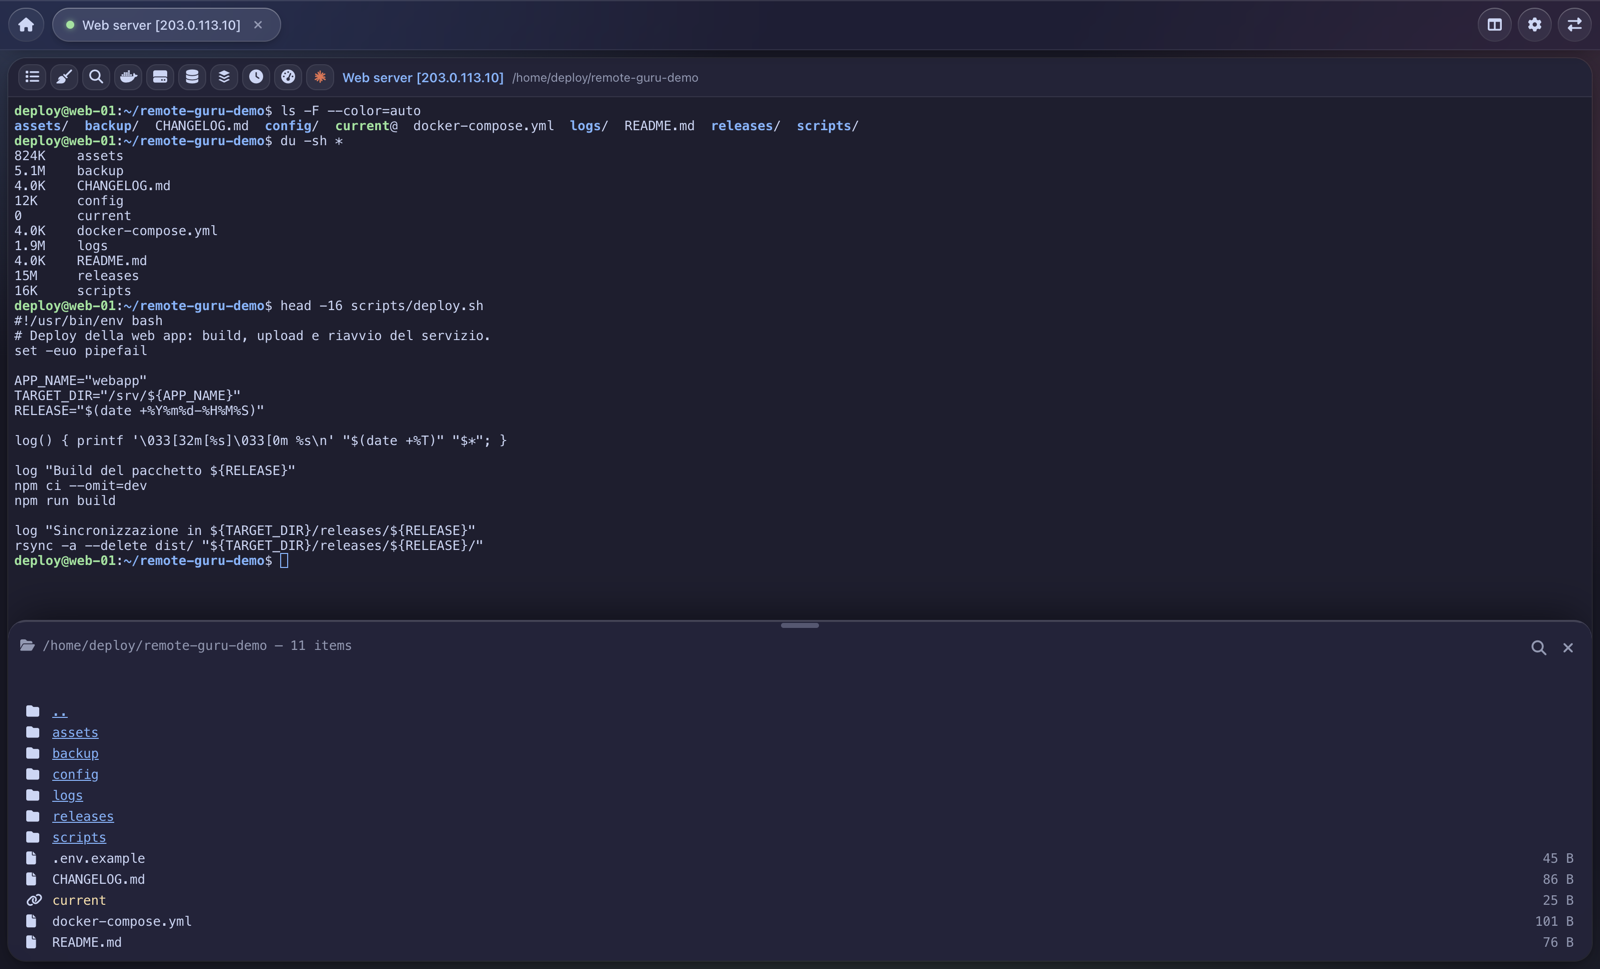 Web server [203.0.113.10]
Web server [203.0.113.10] /home/deploy/remote-guru-demo
deploy@web-01:~/remote-guru-demo$ ls -F --color=auto
assets/  backup/  CHANGELOG.md  config/  current@  docker-compose.yml  logs/  README.md  releases/  scripts/
deploy@web-01:~/remote-guru-demo$ du -sh *
824K    assets
5.1M    backup
4.0K    CHANGELOG.md
12K     config
0       current
4.0K    docker-compose.yml
1.9M    logs
4.0K    README.md
15M     releases
16K     scripts
deploy@web-01:~/remote-guru-demo$ head -16 scripts/deploy.sh
#!/usr/bin/env bash
# Deploy della web app: build, upload e riavvio del servizio.
set -euo pipefail
APP_NAME="webapp"
TARGET_DIR="/srv/${APP_NAME}"
RELEASE="$(date +%Y%m%d-%H%M%S)"
log() { printf '\033[32m[%s]\033[0m %s\n' "$(date +%T)" "$*"; }
log "Build del pacchetto ${RELEASE}"
npm ci --omit=dev
npm run build
log "Sincronizzazione in ${TARGET_DIR}/releases/${RELEASE}"
rsync -a --delete dist/ "${TARGET_DIR}/releases/${RELEASE}/"
deploy@web-01:~/remote-guru-demo$
/home/deploy/remote-guru-demo — 11 items
..
assets
backup
config
logs
releases
scripts
.env.example 45 B
CHANGELOG.md 86 B
current 25 B
docker-compose.yml 101 B
README.md 76 B